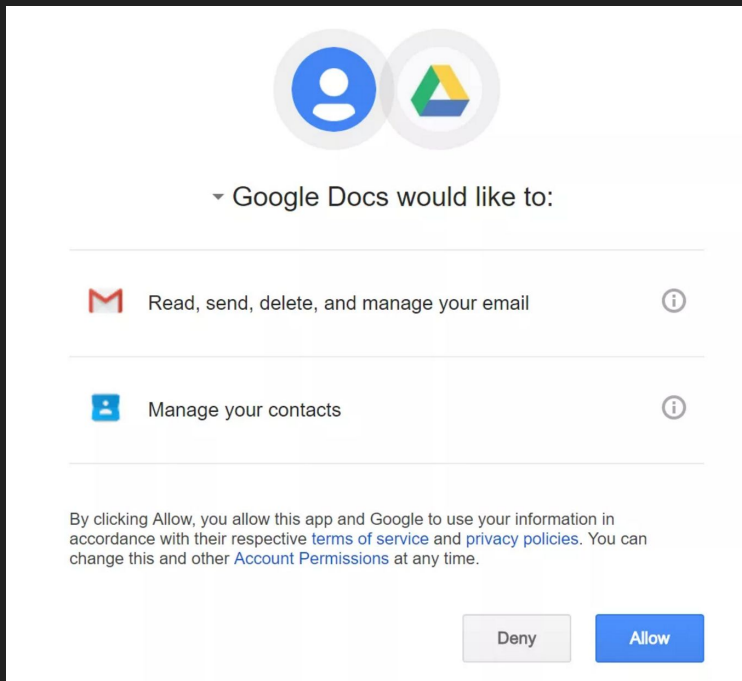 Google Docs would like to:
Read, send, delete, and manage your email
Manage your contacts
By clicking Allow, you allow this app and Google to use your information in
accordance with their respective terms of service and privacy policies. You can
change this and other Account Permissions at any time.
Deny
Allow